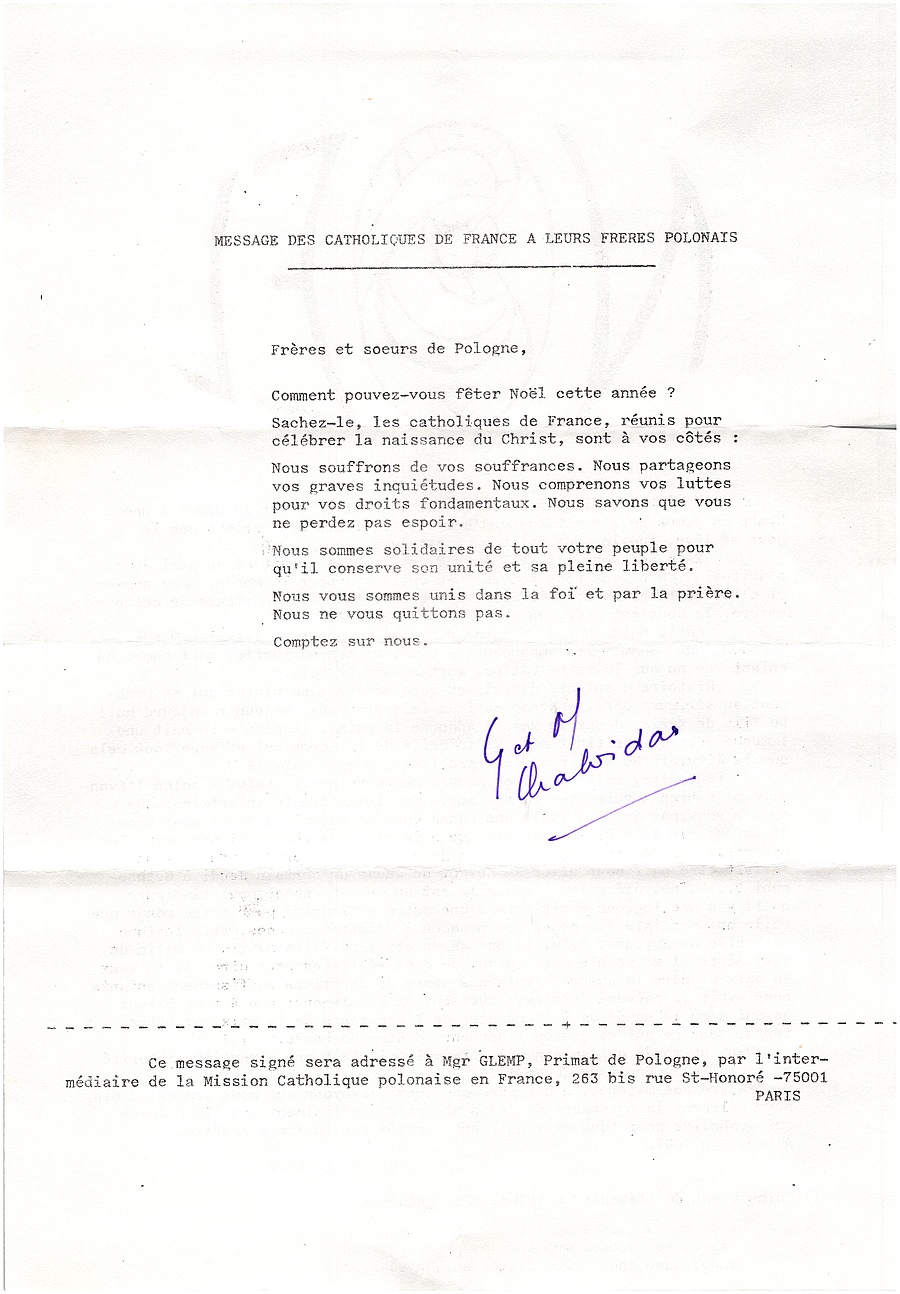 MESSAGE DES CATHOLIQUES DE FRANCE A LEURS FRERES POLONAIS
Frères et soeurs de Pologne,
Comment pouvez-vous fêter Noël cette année ?
Sachez-le, les catholiques de France, réunis pour
célébrer la naissance du Christ, sont à vos côtés :
Nous souffrons de vos souffrances. Nous partageons
vos graves inquiétudes. Nous comprenons vos luttes
pour vos droits fondamentaux. Nous savons que vous
ne perdez pas espoir.
Nous sommes solidaires de tout votre peuple pour
qu'il conserve son unité et sa pleine liberté.
Nous vous sommes unis dans la foi et par la prière.
Nous ne vous quittons pas.
Comptez sur nous.
et M
Chalvidas
Ce message signé sera adressé à Mgr GLEMP, Primat de Pologne, par l'inter-
médiaire de la Mission Catholique polonaise en France, 263 bis rue St-Honoré -75001
PARIS